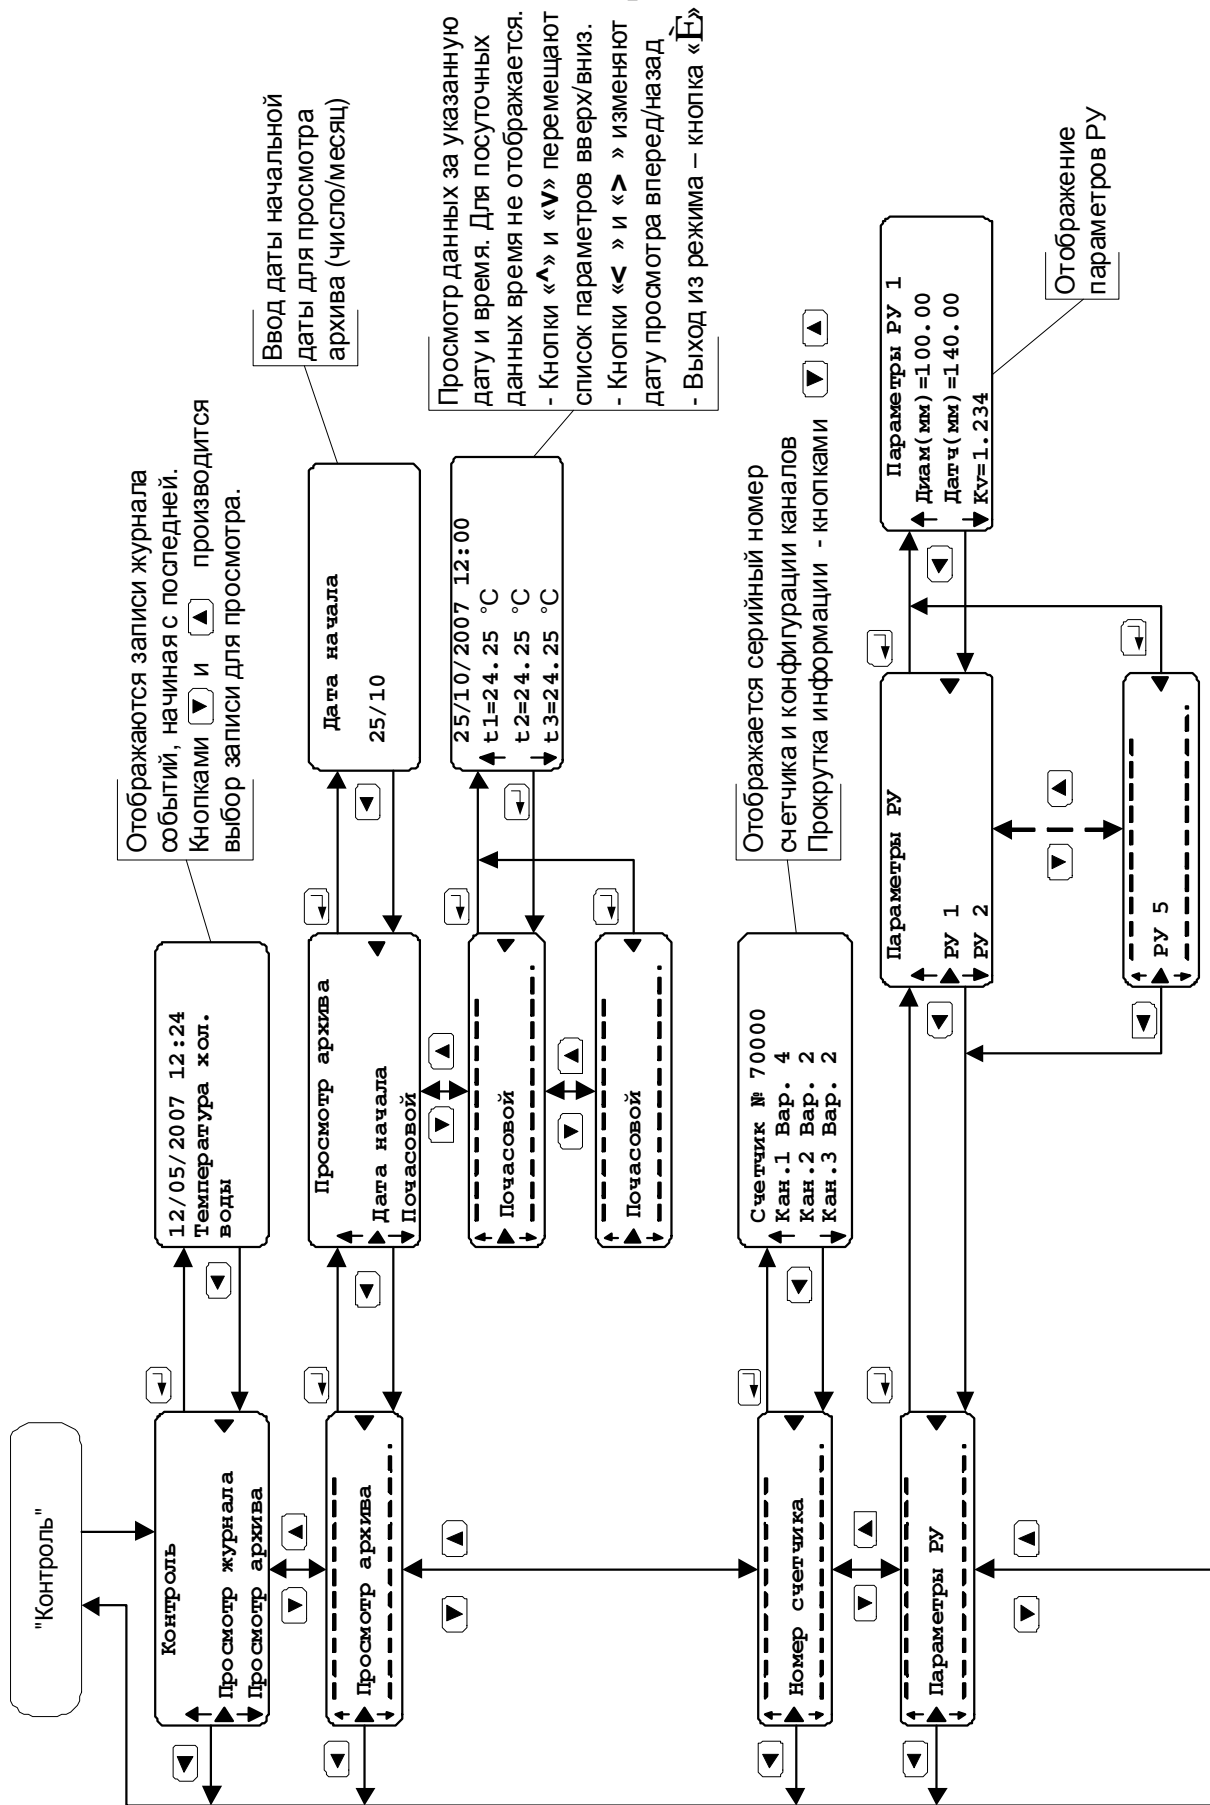 "Контроль"
Контроль
Просмотр журнала
Просмотр архива
12/05/2007 12:24
Температура хол.
воды
Отображаются записи журнала
событий, начиная с последней.
Кнопками ▼ и ▲ производится
выбор записи для просмотра.
Просмотр архива
Просмотр архива
Дата начала
Почасовой
Дата начала
25/10
Ввод даты начальной
даты для просмотра
архива (число/месяц)
Почасовой
25/10/2007 12:00
t1=24.25 °C
t2=24.25 °C
t3=24.25 °C
Просмотр данных за указанную
дату и время. Для посуточных
данных время не отображается.
- Кнопки «^» и «v» перемещают
список параметров вверх/вниз.
- Кнопки «< » и «> » изменяют
дату просмотра вперед/назад
- Выход из режима – кнопка «Ѐ»
Почасовой
Номер счетчика
Счетчик № 70000
Кан.1 Вар. 4
Кан.2 Вар. 2
Кан.3 Вар. 2
Отображается серийный номер
счетчика и конфигурации каналов
Прокрутка информации - кнопками ▼ ▲
Параметры РУ
Параметры РУ
РУ 1
РУ 2
Параметры РУ 1
Диам(мм)=100.00
Датч(мм)=140.00
Kv=1.234
Отображение
параметров РУ
РУ 5